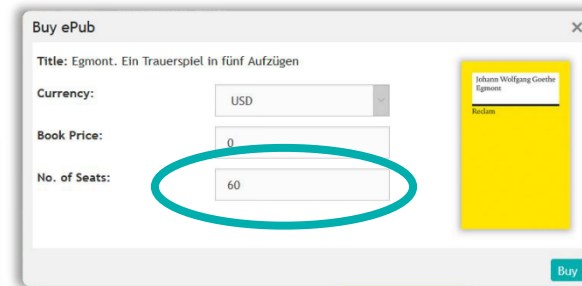 Buy ePub
Title: Egmont. Ein Trauerspiel in fünf Aufzügen
Currency:
USD
Book Price:
0
No. of Seats:
60
Johann Wolfgang Goethe
Egmont
Reclam
Buy